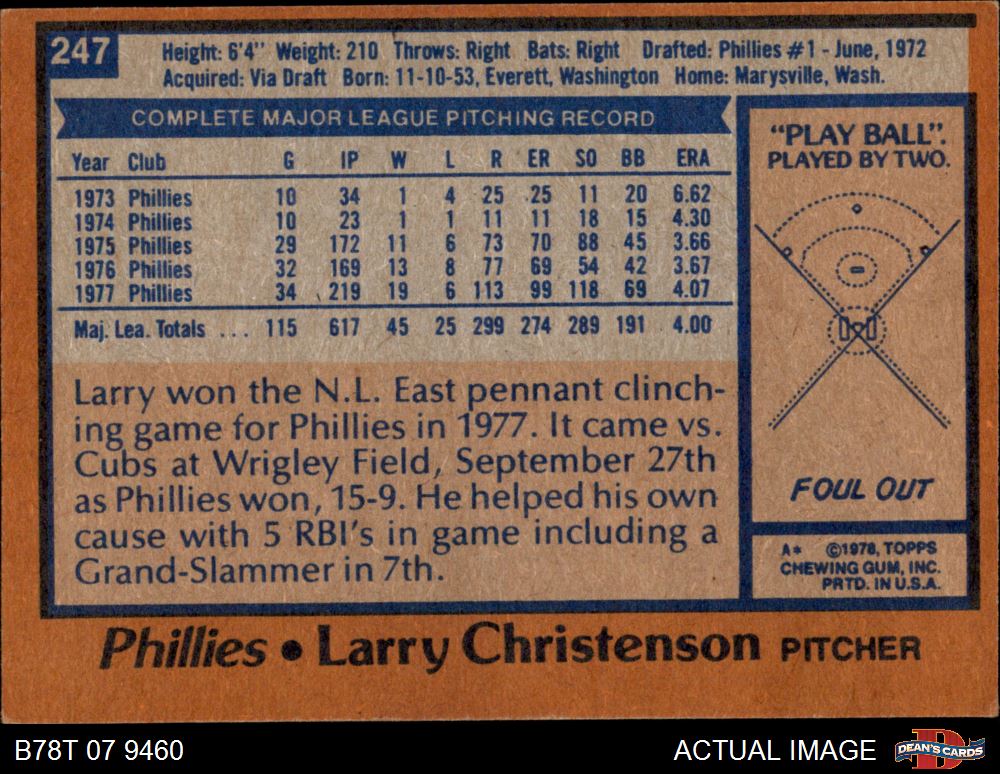 247
Height: 6'4" Weight: 210 Throws: Right Bats: Right Drafted: Phillies #1 - June, 1972
Acquired: Via Draft Born: 11-10-53, Everett, Washington Home: Marysville, Wash.
COMPLETE MAJOR LEAGUE PITCHING RECORD
Year Club G IP W L R ER SO BB ERA
1973 Phillies 10 34 1 4 25 25 11 20 6.62
1974 Phillies 10 23 1 1 11 11 18 15 4.30
1975 Phillies 29 172 11 6 73 70 88 45 3.66
1976 Phillies 32 169 13 8 77 69 54 42 3.67
1977 Phillies 34 219 19 6 113 99 118 69 4.07
Maj. Lea. Totals ... 115 617 45 25 299 274 289 191 4.00
Larry won the N.L. East pennant clinch-
ing game for Phillies in 1977. It came vs.
Cubs at Wrigley Field, September 27th
as Phillies won, 15-9. He helped his own
cause with 5 RBI's in game including a
Grand-Slammer in 7th.
"PLAY BALL".
PLAYED BY TWO.
FOUL OUT
A* ©1978, TOPPS
CHEWING GUM, INC.
PRTD. IN U.S.A.
Phillies • Larry Christenson PITCHER
B78T 07 9460
ACTUAL IMAGE
D
DEAN'S CARDS